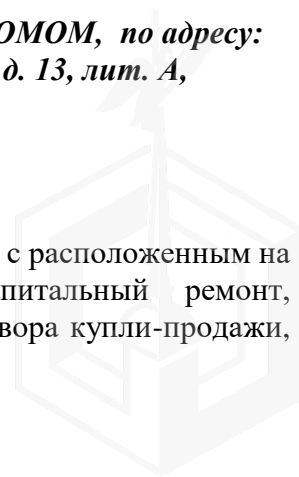 ОМОМ, по адресу:
д. 13, лит. А,
с расположенным на
питальный ремонт,
вора купли-продажи,